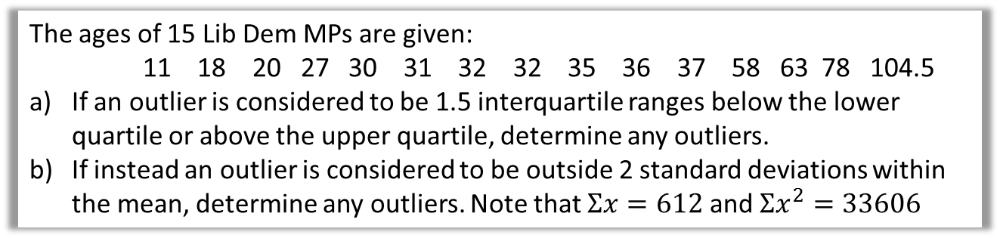 The ages of 15 Lib Dem MPs are given:
11 18 20 27 30 31 32 32 35 36 37 58 63 78 104.5
a) If an outlier is considered to be 1.5 interquartile ranges below the lower
quartile or above the upper quartile, determine any outliers.
b) If instead an outlier is considered to be outside 2 standard deviations within
the mean, determine any outliers. Note that Σx = 612 and Σx² = 33606